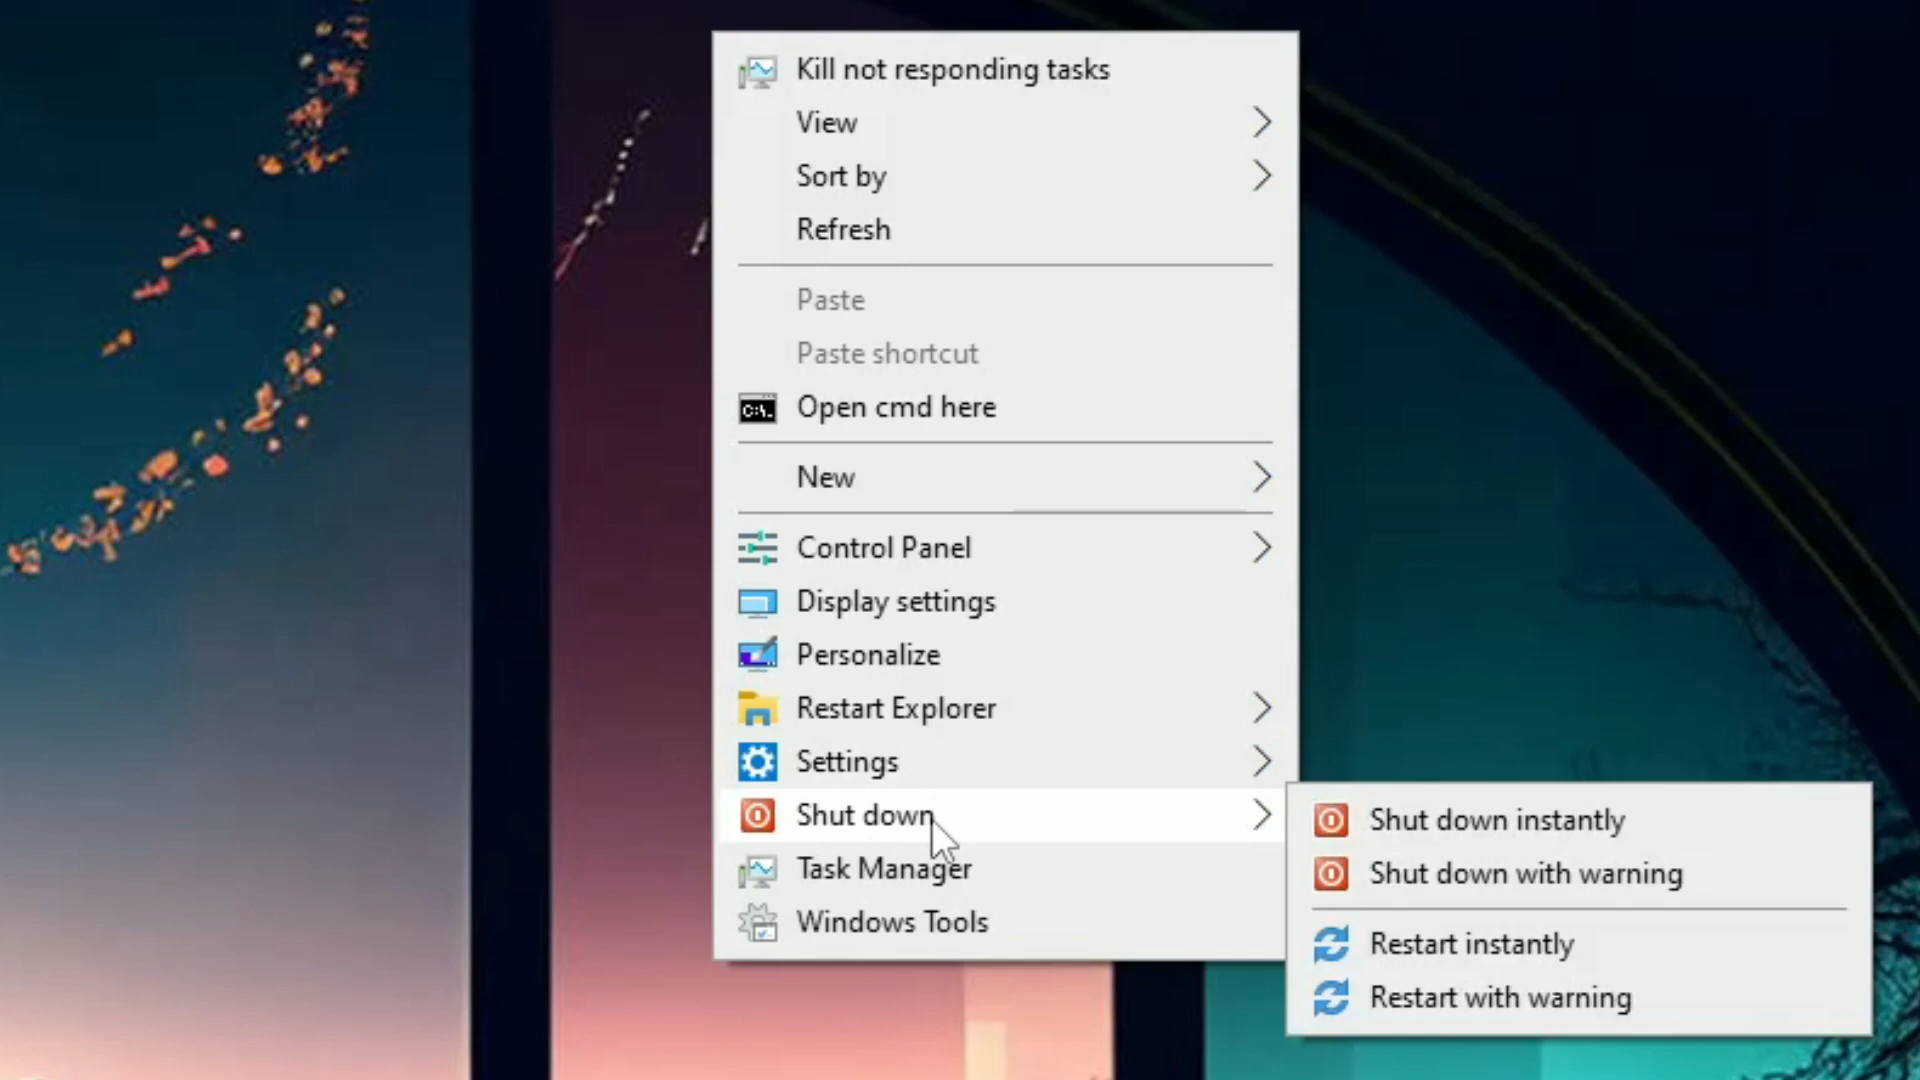 Kill not responding tasks
View
Sort by
Refresh
Paste
Paste shortcut
C:\.
Open cmd here
New
Control Panel
Display settings
Personalize
Restart Explorer
Settings
Shut down
Task Manager
Windows Tools
Shut down instantly
Shut down with warning
Restart instantly
Restart with warning